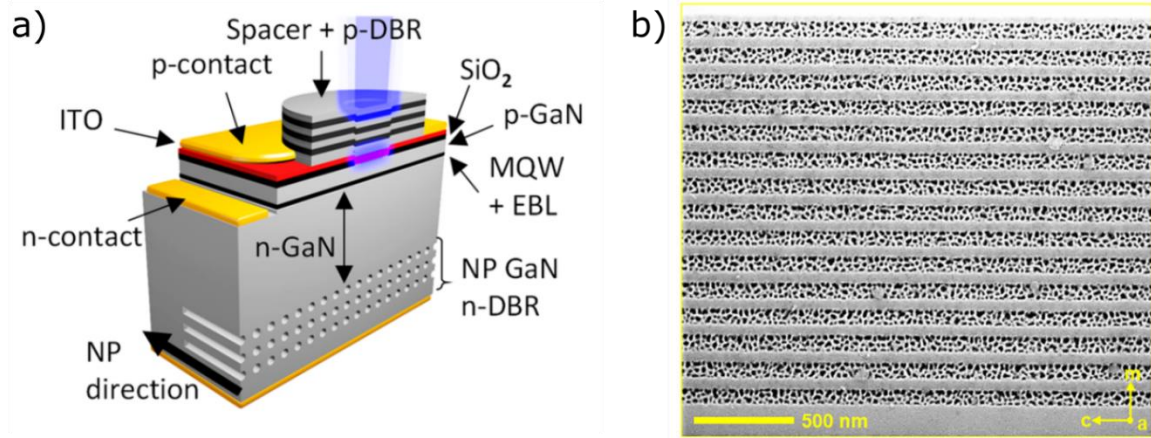 a)
Spacer + p-DBR
p-contact
SiO2
ITO
p-GaN
MQW
+ EBL
n-contact
n-GaN
NP GaN
n-DBR
NP
direction
b)
500 nm
m
c
a